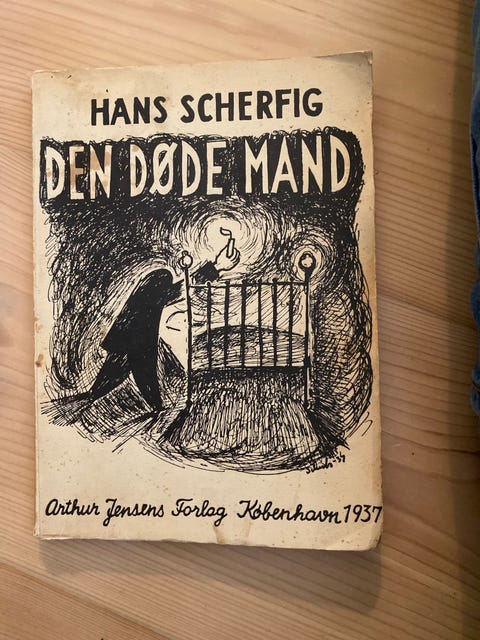 HANS SCHERFIG
DEN DØDE MAND
Arthur Jensens Forlag København 1937